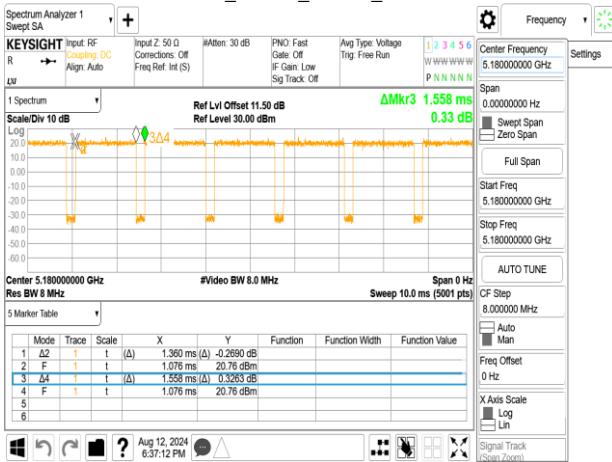 Spectrum Analyzer 1
Swept SA
+
Frequency
KEYSIGHT
R
Input: RF
Coupling: DC
Align: Auto
Input Z: 50 Ω
Corrections: Off
Freq Ref: Int (S)
#Atten: 30 dB
PNO: Fast
Gate: Off
IF Gain: Low
Sig Track: Off
Avg Type: Voltage
Trig: Free Run
1 2 3 4 5 6
W WW WW W
P N N N N N
LXI
1 Spectrum
Scale/Div 10 dB
Ref Lvl Offset 11.50 dB
Ref Level 30.00 dBm
ΔMkr3 1.558 ms
0.33 dB
Log
20.0
10.0
0.00
-10.0
-20.0
-30.0
-40.0
-50.0
-60.0
3Δ4
Center 5.180000000 GHz
Res BW 8 MHz
#Video BW 8.0 MHz
Span 0 Hz
Sweep 10.0 ms (5001 pts)
5 Marker Table
Mode Trace Scale X Y Function Function Width Function Value
1 Δ2 1 t (Δ) 1.360 ms (Δ) -0.2690 dB
2 F 1 t 1.076 ms 20.76 dBm
3 Δ4 1 t (Δ) 1.558 ms (Δ) 0.3263 dB
4 F 1 t 1.076 ms 20.76 dBm
5
6
?
Aug 12, 2024
6:37:12 PM
Center Frequency
5.180000000 GHz
Settings
Span
0.00000000 Hz
Swept Span
Zero Span
Full Span
Start Freq
5.180000000 GHz
Stop Freq
5.180000000 GHz
AUTO TUNE
CF Step
8.000000 MHz
Auto
Man
Freq Offset
0 Hz
X Axis Scale
Log
Lin
Signal Track
(Span Zoom)